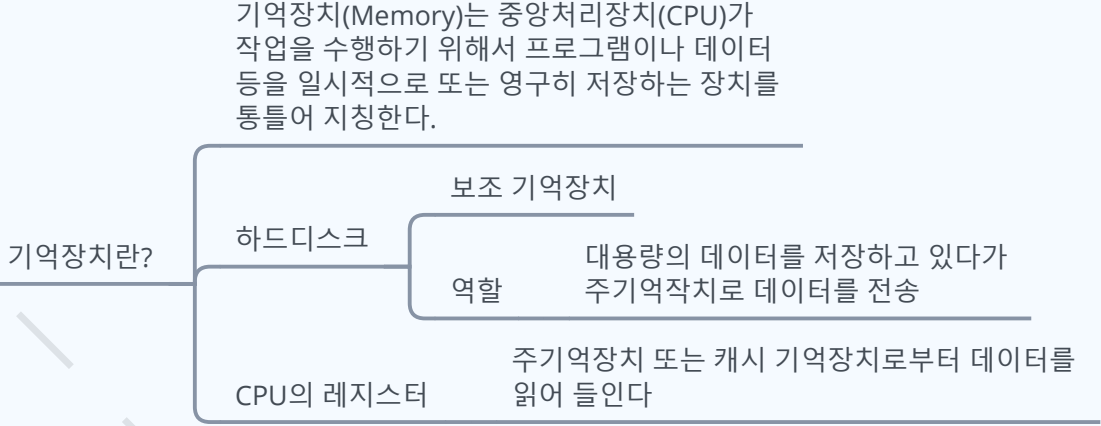 기억장치(Memory)는 중앙처리장치(CPU)가
작업을 수행하기 위해서 프로그램이나 데이터
등을 일시적으로 또는 영구히 저장하는 장치를
통틀어 지칭한다.
기억장치란?
하드디스크
보조 기억장치
역할
대용량의 데이터를 저장하고 있다가
주기억작치로 데이터를 전송
CPU의 레지스터
주기억장치 또는 캐시 기억장치로부터 데이터를
읽어 들인다